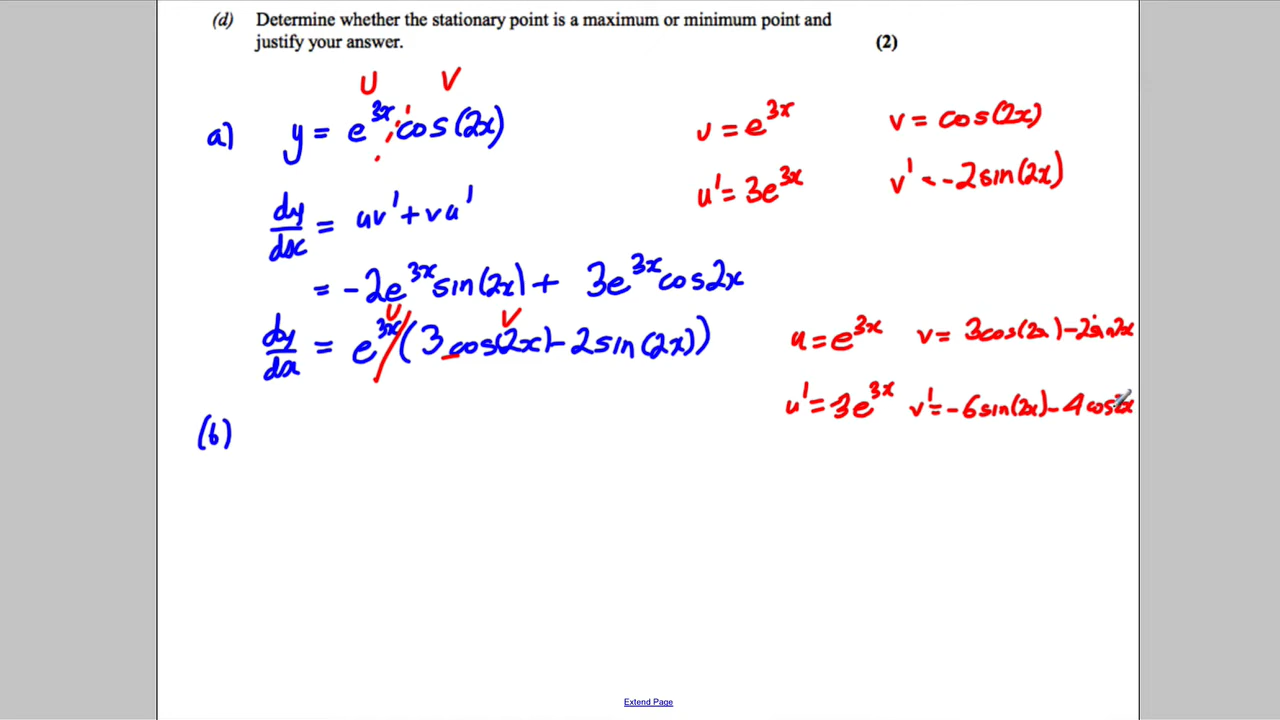 (d) Determine whether the stationary point is a maximum or minimum point and
justify your answer.
(2)
U V
a) y = e^{3x} cos(2x)
u = e^{3x} v = cos(2x)
u' = 3e^{3x} v' = -2sin(2x)
dy/dx = uv' + vu'
= -2e^{3x} sin(2x) + 3e^{3x} cos2x
U V
dy/dx = e^{3x} (3cos(2x) - 2sin(2x))
u = e^{3x} v = 3cos(2x) - 2sin2x
u' = 3e^{3x} v' = -6sin(2x) - 4cos2x
(b)
Extend Page